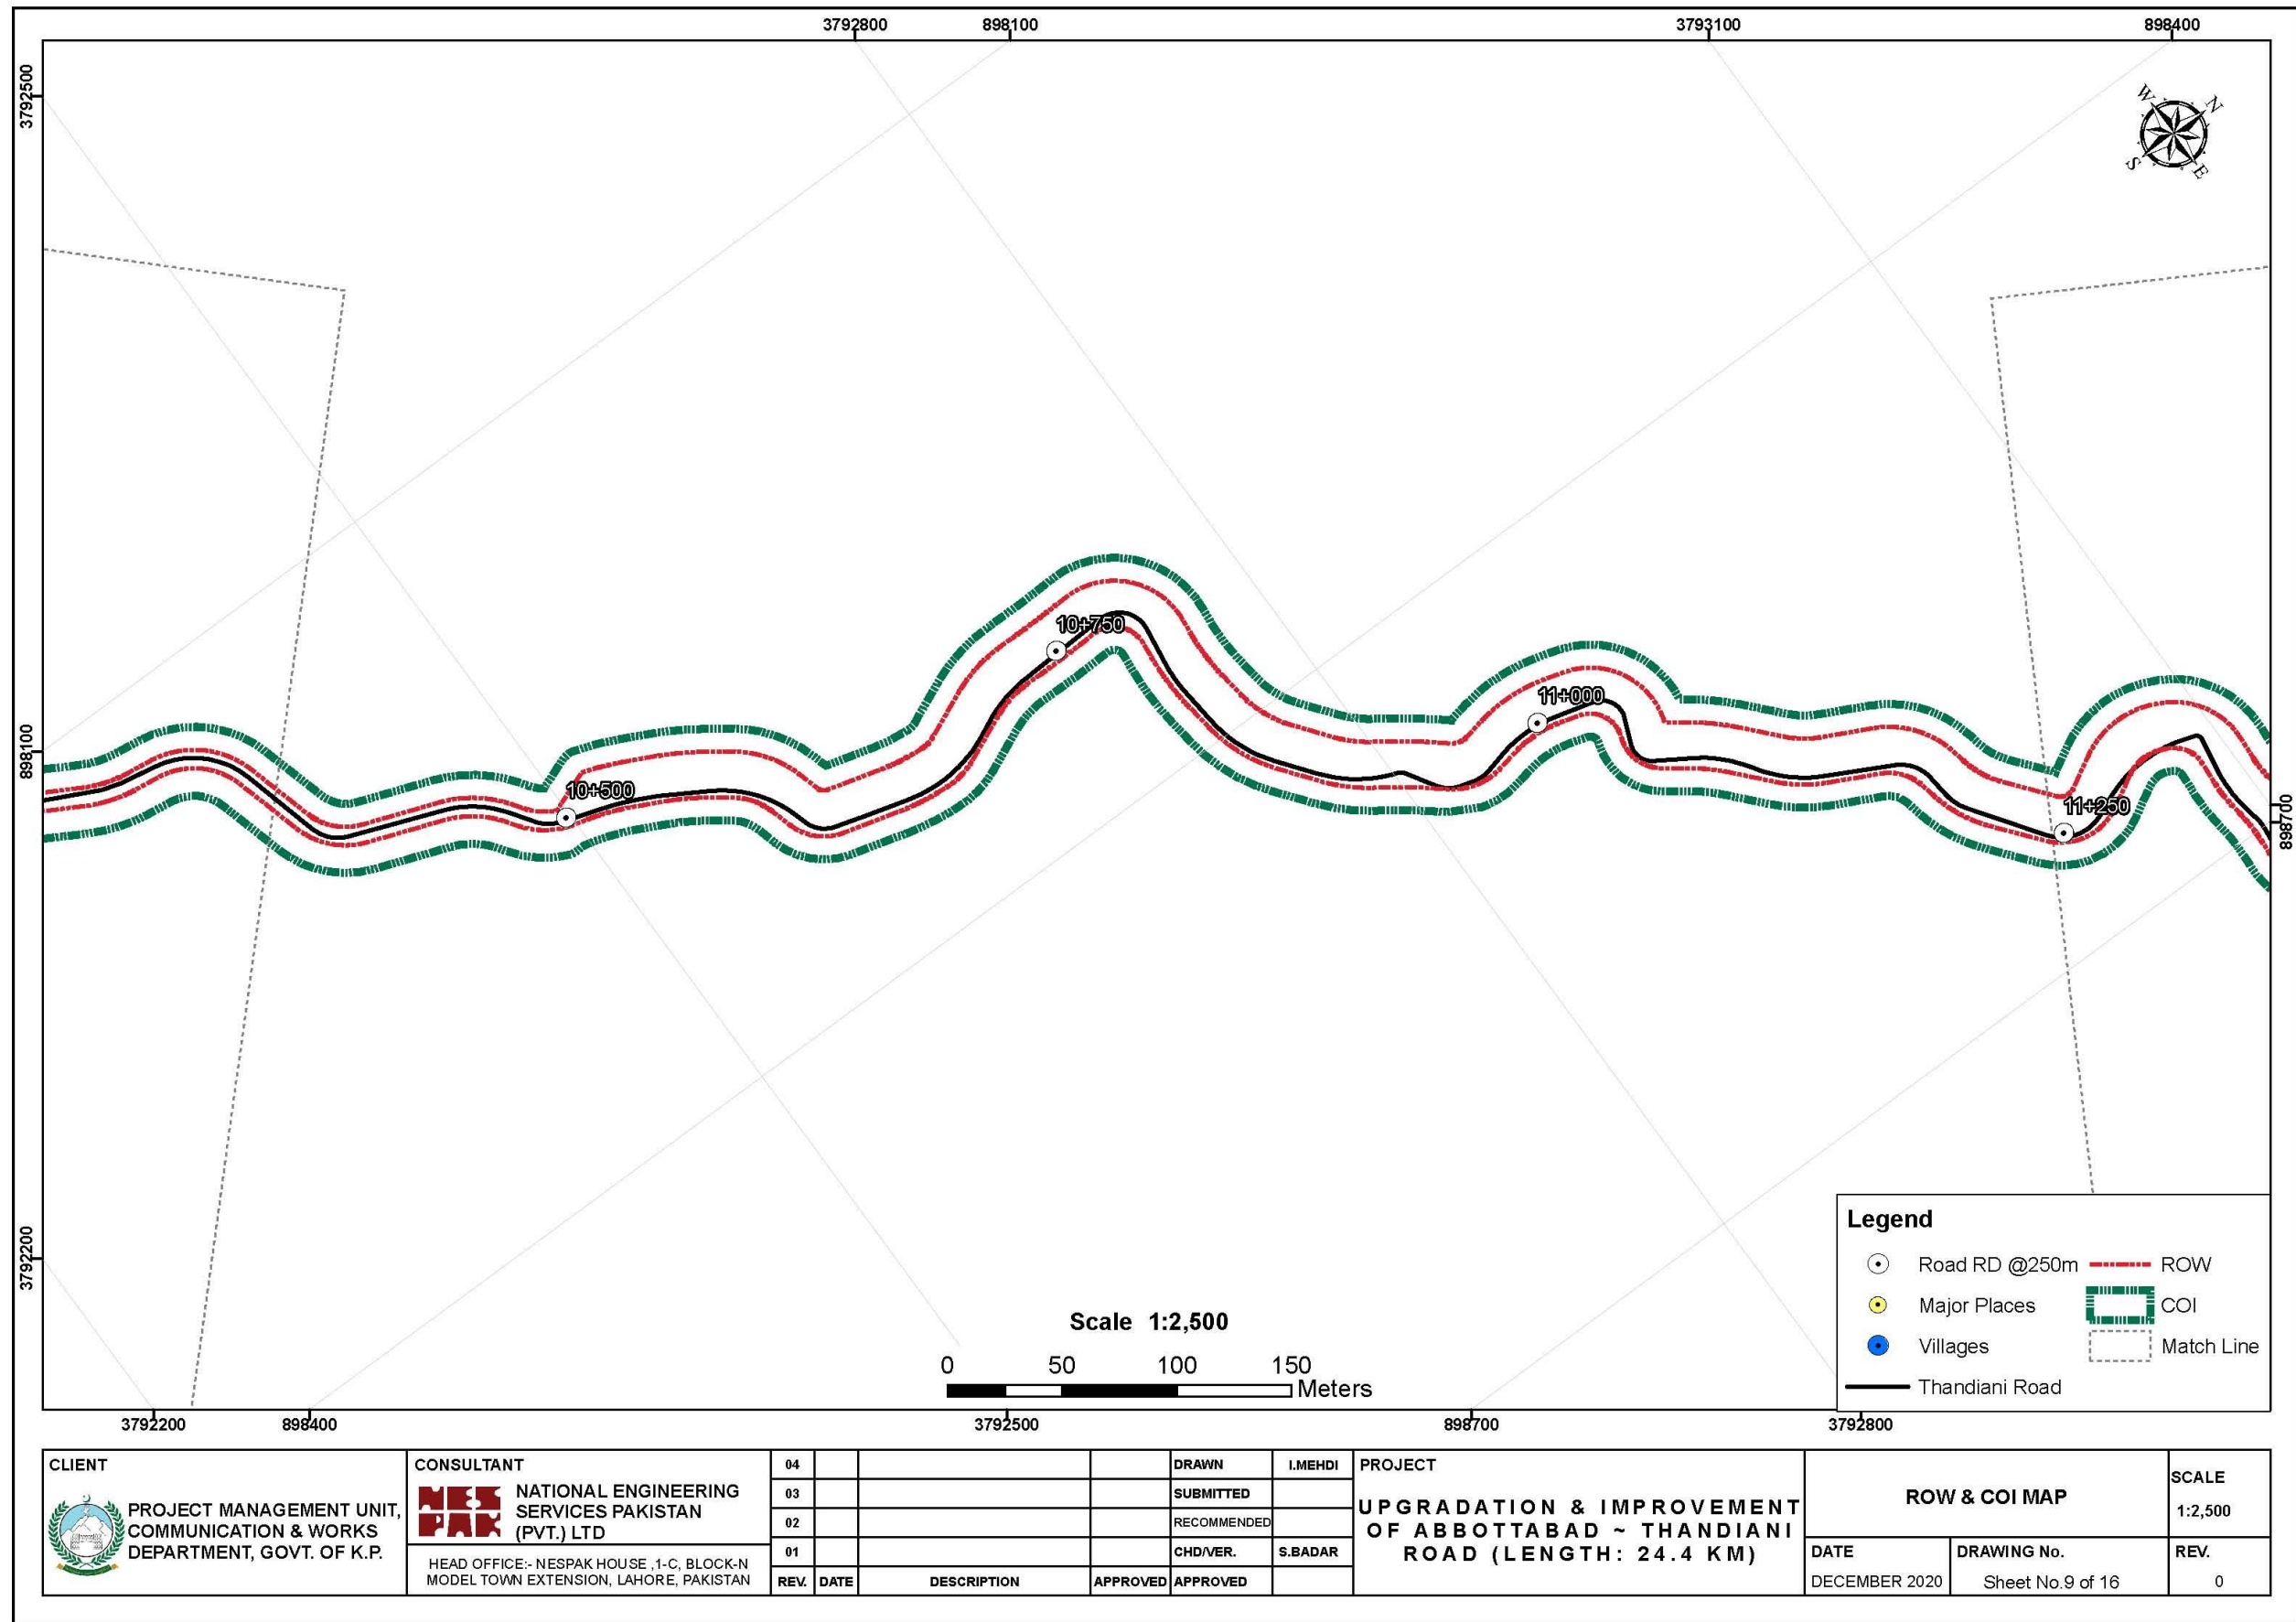 3792800
898100
3793100
898400
3792500
W
N
S
E
10+750
11+000
898100
10+500
11+250
898700
3792200
Scale 1:2,500
0 50 100 150
Meters
Legend
Road RD @250m
ROW
Major Places
COI
Villages
Match Line
Thandiani Road
3792200
898400
3792500
898700
3792800
CLIENT
PROJECT MANAGEMENT UNIT,
COMMUNICATION & WORKS
DEPARTMENT, GOVT. OF K.P.
CONSULTANT
NATIONAL ENGINEERING
SERVICES PAKISTAN
(PVT.) LTD
HEAD OFFICE:- NESPAK HOUSE ,1-C, BLOCK-N
MODEL TOWN EXTENSION, LAHORE, PAKISTAN
04 DRAWN I.MEHDI
03 SUBMITTED
02 RECOMMENDED
01 CHD/VER. S.BADAR
REV. DATE DESCRIPTION APPROVED APPROVED
PROJECT
UPGRADATION & IMPROVEMENT
OF ABBOTTABAD ~ THANDIANI
ROAD (LENGTH: 24.4 KM)
ROW & COI MAP
SCALE
1:2,500
DATE
DECEMBER 2020
DRAWING No.
Sheet No.9 of 16
REV.
0